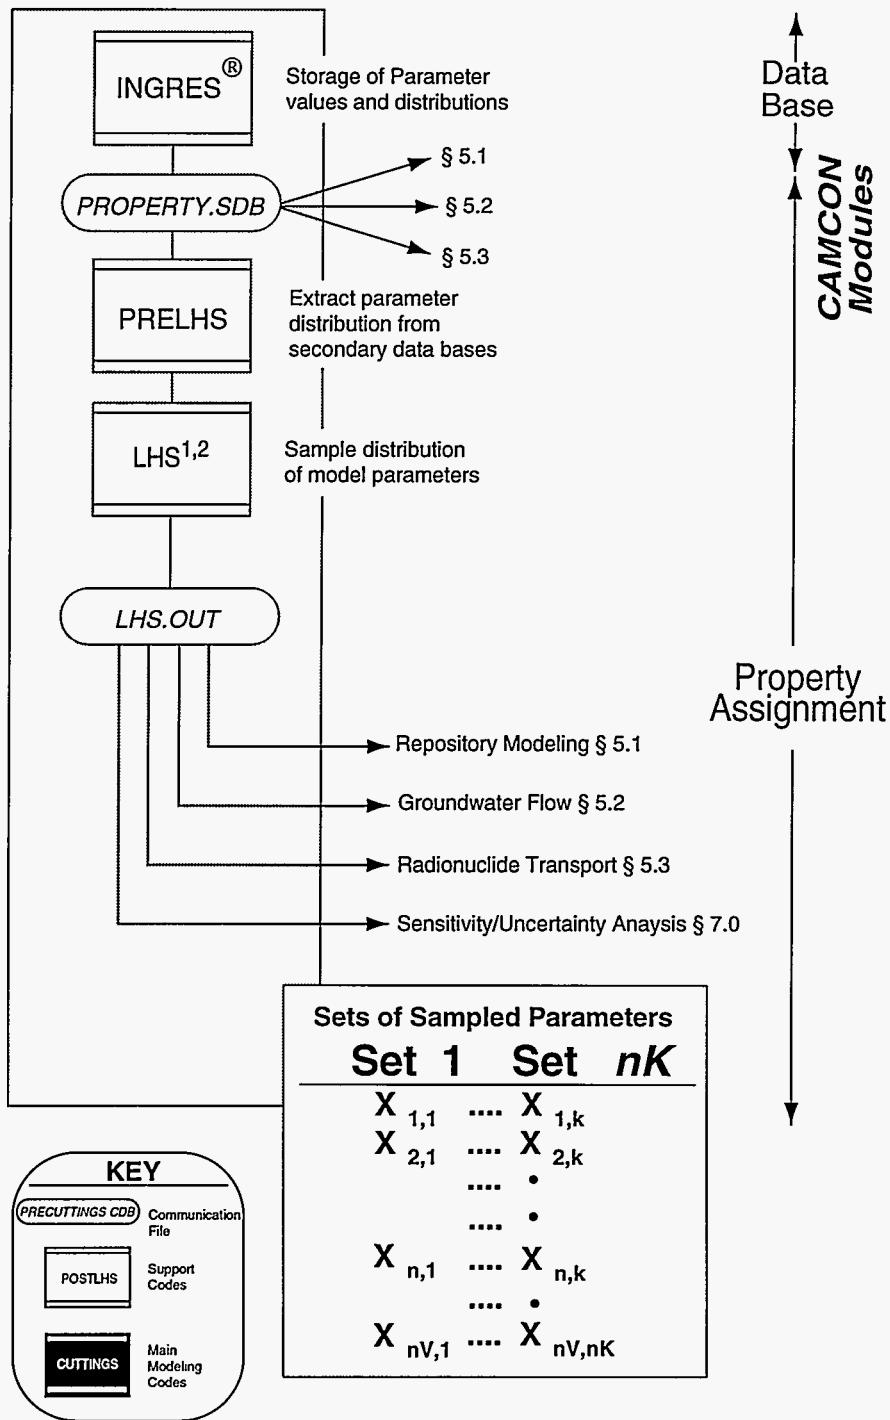 INGRES®
Storage of Parameter
values and distributions
Data
Base
§ 5.1
PROPERTY.SDB
§ 5.2
§ 5.3
CAMCON
Modules
PRELHS
Extract parameter
distribution from
secondary data bases
LHS1,2
Sample distribution
of model parameters
LHS.OUT
Property
Assignment
Repository Modeling § 5.1
Groundwater Flow § 5.2
Radionuclide Transport § 5.3
Sensitivity/Uncertainty Anaysis § 7.0
Sets of Sampled Parameters
Set 1 Set nK
X 1,1 .... X 1,k
X 2,1 .... X 2,k
.... •
.... •
X n,1 .... X n,k
.... •
X nV,1 .... X nV,nK
KEY
PRECUTTINGS CDB
Communication
File
POSTLHS
Support
Codes
CUTTINGS
Main
Modeling
Codes